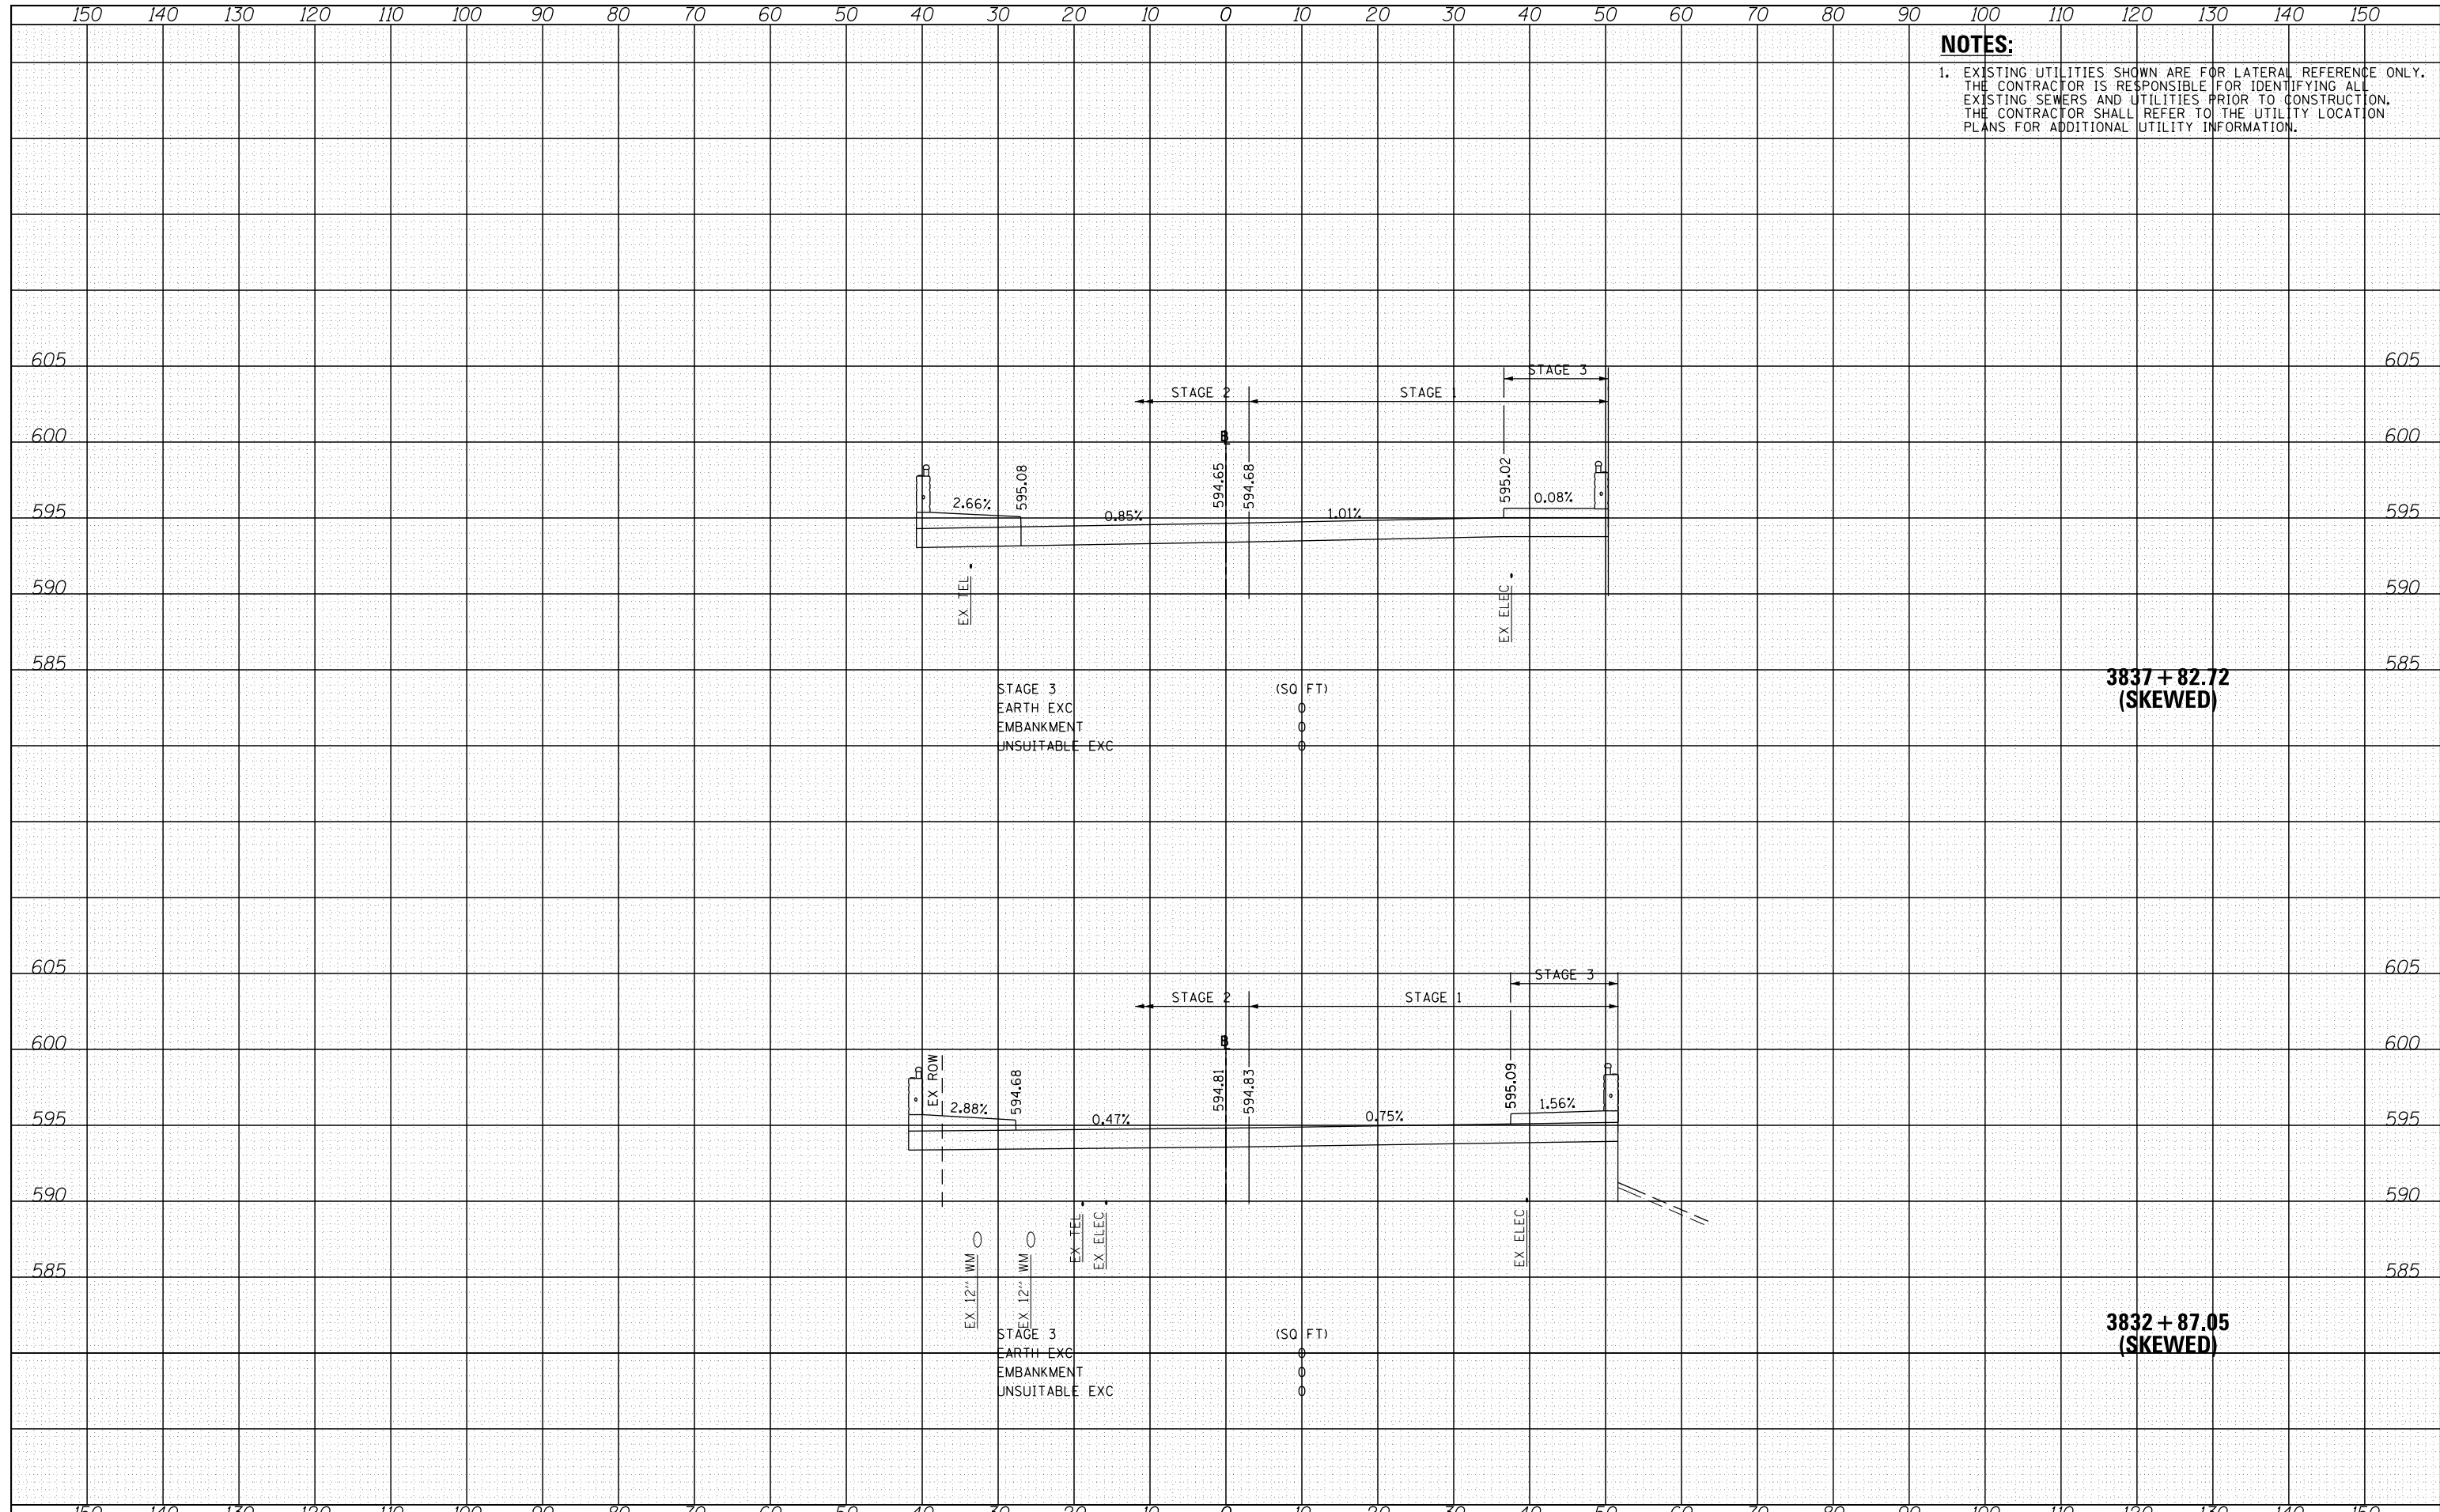 150 140 130 120 110 100 90 80 70 60 50 40 30 20 10 0 10 20 30 40 50 60 70 80 90 100 110 120 130 140 150
NOTES:
1. EXISTING UTILITIES SHOWN ARE FOR LATERAL REFERENCE ONLY.
THE CONTRACTOR IS RESPONSIBLE FOR IDENTIFYING ALL
EXISTING SEWERS AND UTILITIES PRIOR TO CONSTRUCTION.
THE CONTRACTOR SHALL REFER TO THE UTILITY LOCATION
PLANS FOR ADDITIONAL UTILITY INFORMATION.
605 605
STAGE 3
STAGE 2 STAGE 1
600 600
595.08 594.65 594.68 595.02
2.66% 0.85% 1.01% 0.08%
595 595
EX TEL EX ELEC
590 590
585 585
3837+82.72
(SKEWED)
STAGE 3 (SQ FT)
EARTH EXC 0
EMBANKMENT 0
UNSUITABLE EXC 0
605 605
STAGE 3
STAGE 2 STAGE 1
600 600
EX ROW 594.68 594.81 594.83 595.09
2.88% 0.47% 0.75% 1.56%
595 595
590 590
EX TEL EX ELEC EX ELEC
EX 12'' WM EX 12'' WM
585 585
3832+87.05
(SKEWED)
STAGE 3 (SQ FT)
EARTH EXC 0
EMBANKMENT 0
UNSUITABLE EXC 0
150 140 130 120 110 100 90 80 70 60 50 40 30 20 10 0 10 20 30 40 50 60 70 80 90 100 110 120 130 140 150